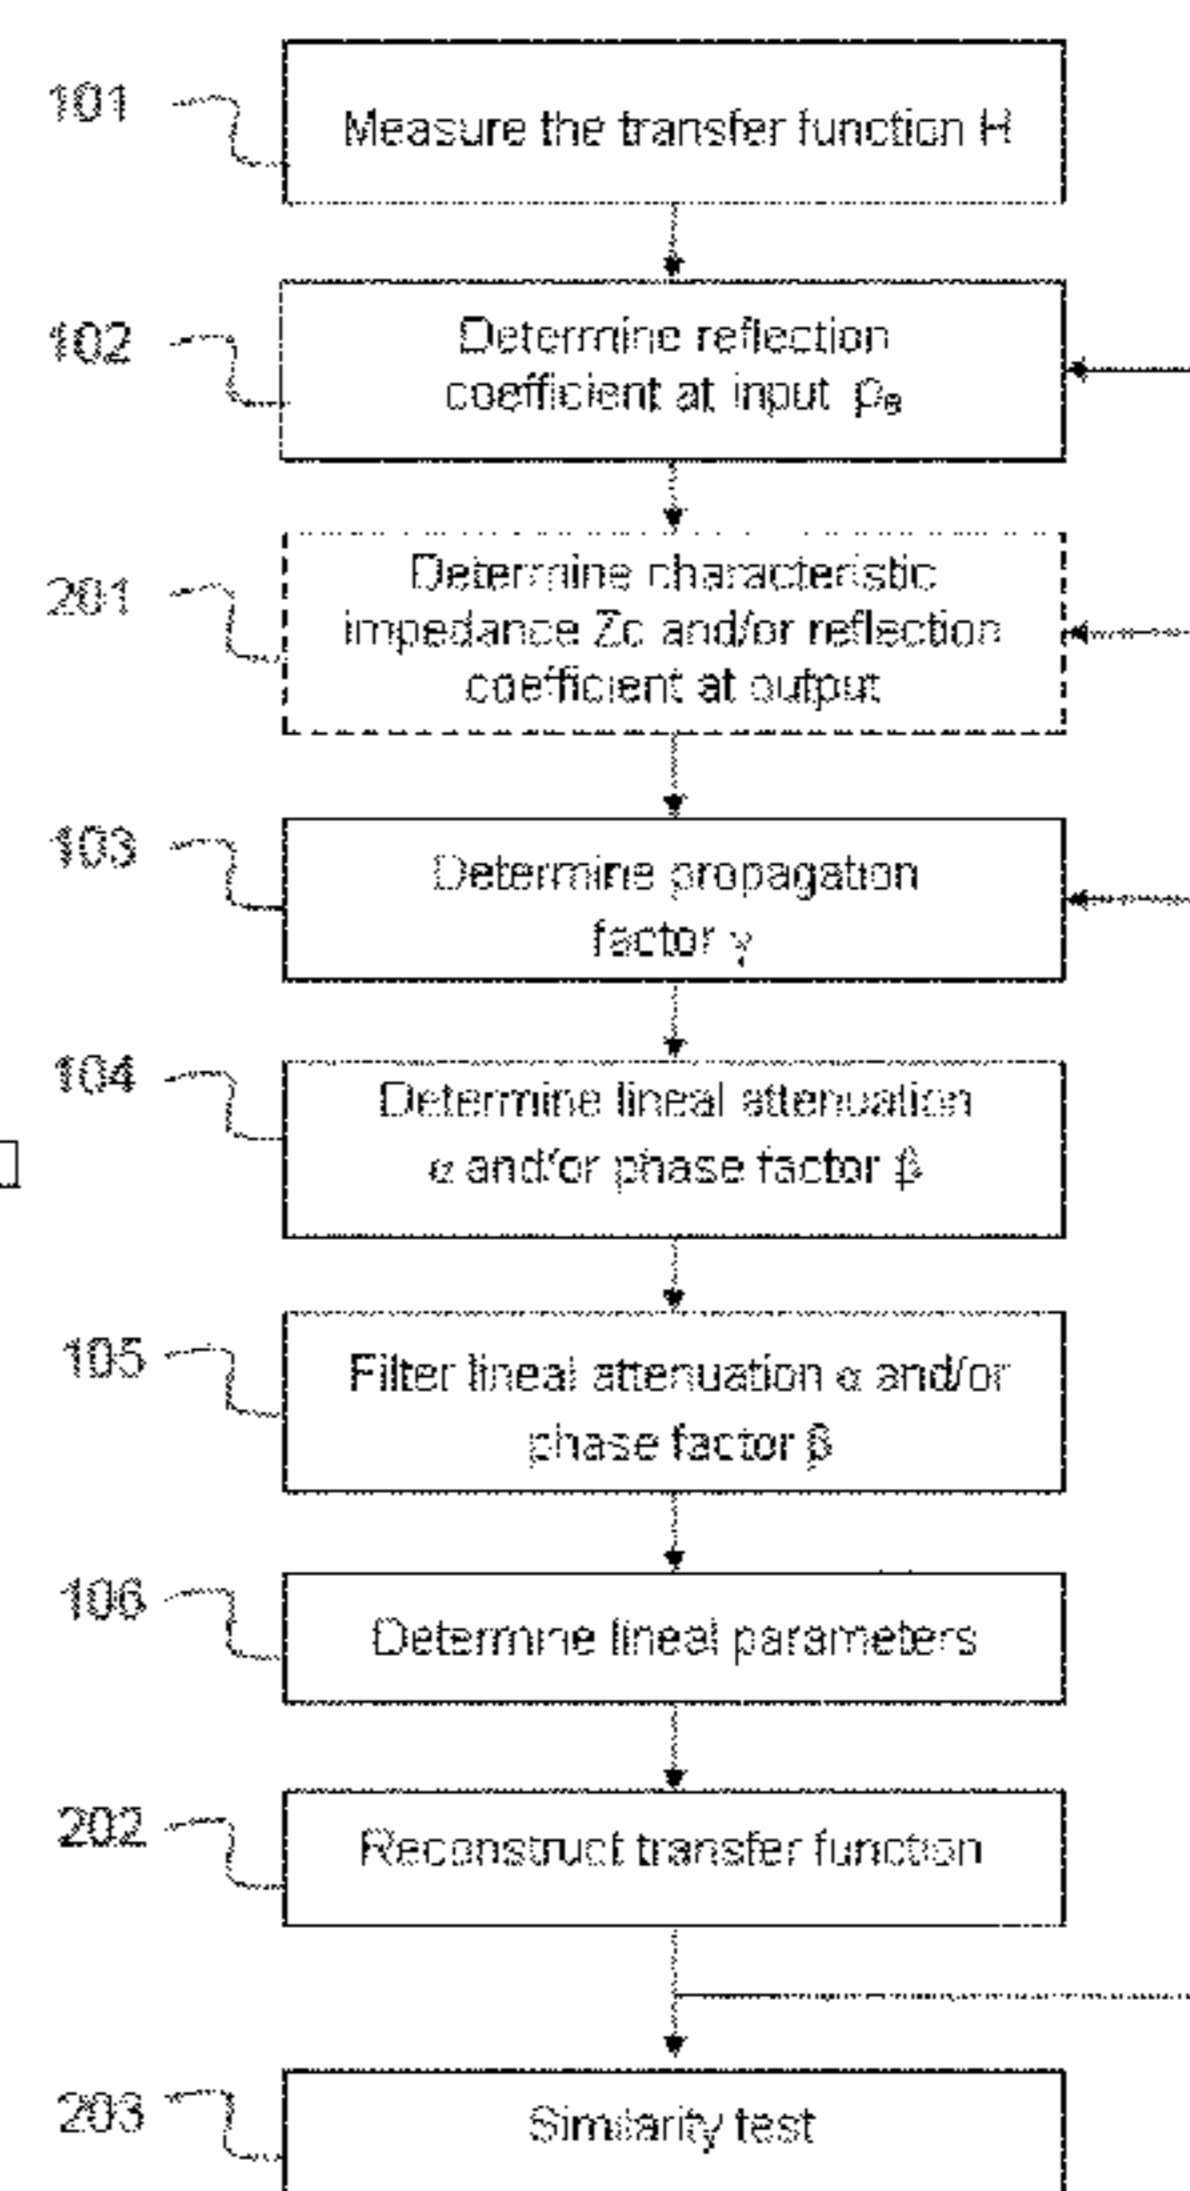 101
Measure the transfer function H
102
Determine reflection
coefficient at input ρe
201
Determine characteristic
impedance Zc and/or reflection
coefficient at output
103
Determine propagation
factor γ
104
Determine lineal attenuation
α and/or phase factor β
105
Filter lineal attenuation α and/or
phase factor β
106
Determine lineal parameters
202
Reconstruct transfer function
203
Similarity test